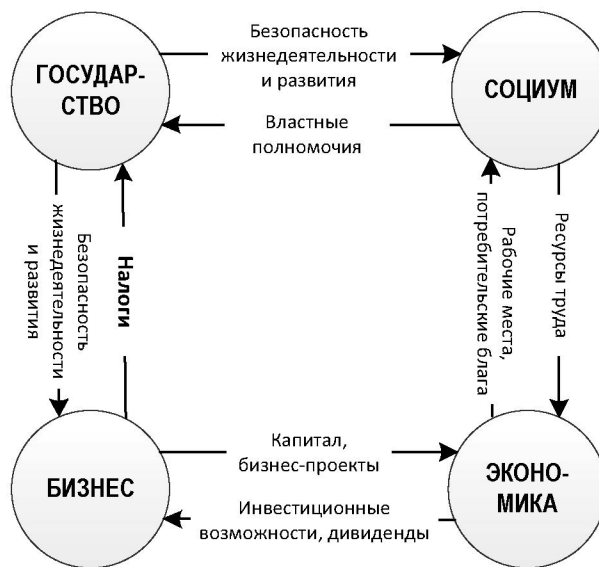 ГОСУДАР-
СТВО
Безопасность
жизнедеятельности
и развития
СОЦИУМ
Властные
полномочия
Безопасность
жизнедеятельности
и развития
Налоги
Рабочие места,
потребительские блага
Ресурсы труда
БИЗНЕС
Капитал,
бизнес-проекты
ЭКОНО-
МИКА
Инвестиционные
возможности, дивиденды